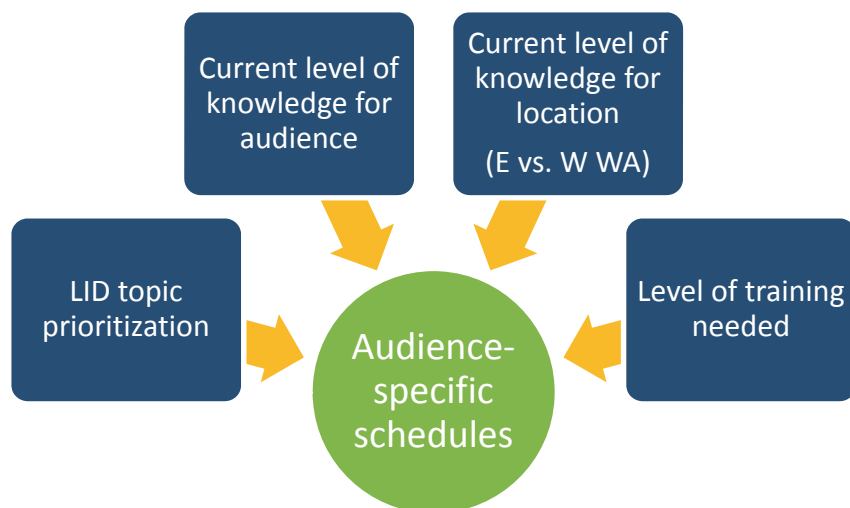 Current level of
knowledge for
audience
Current level of
knowledge for
location
(E vs. W WA)
LID topic
prioritization
Level of training
needed
Audience-
specific
schedules